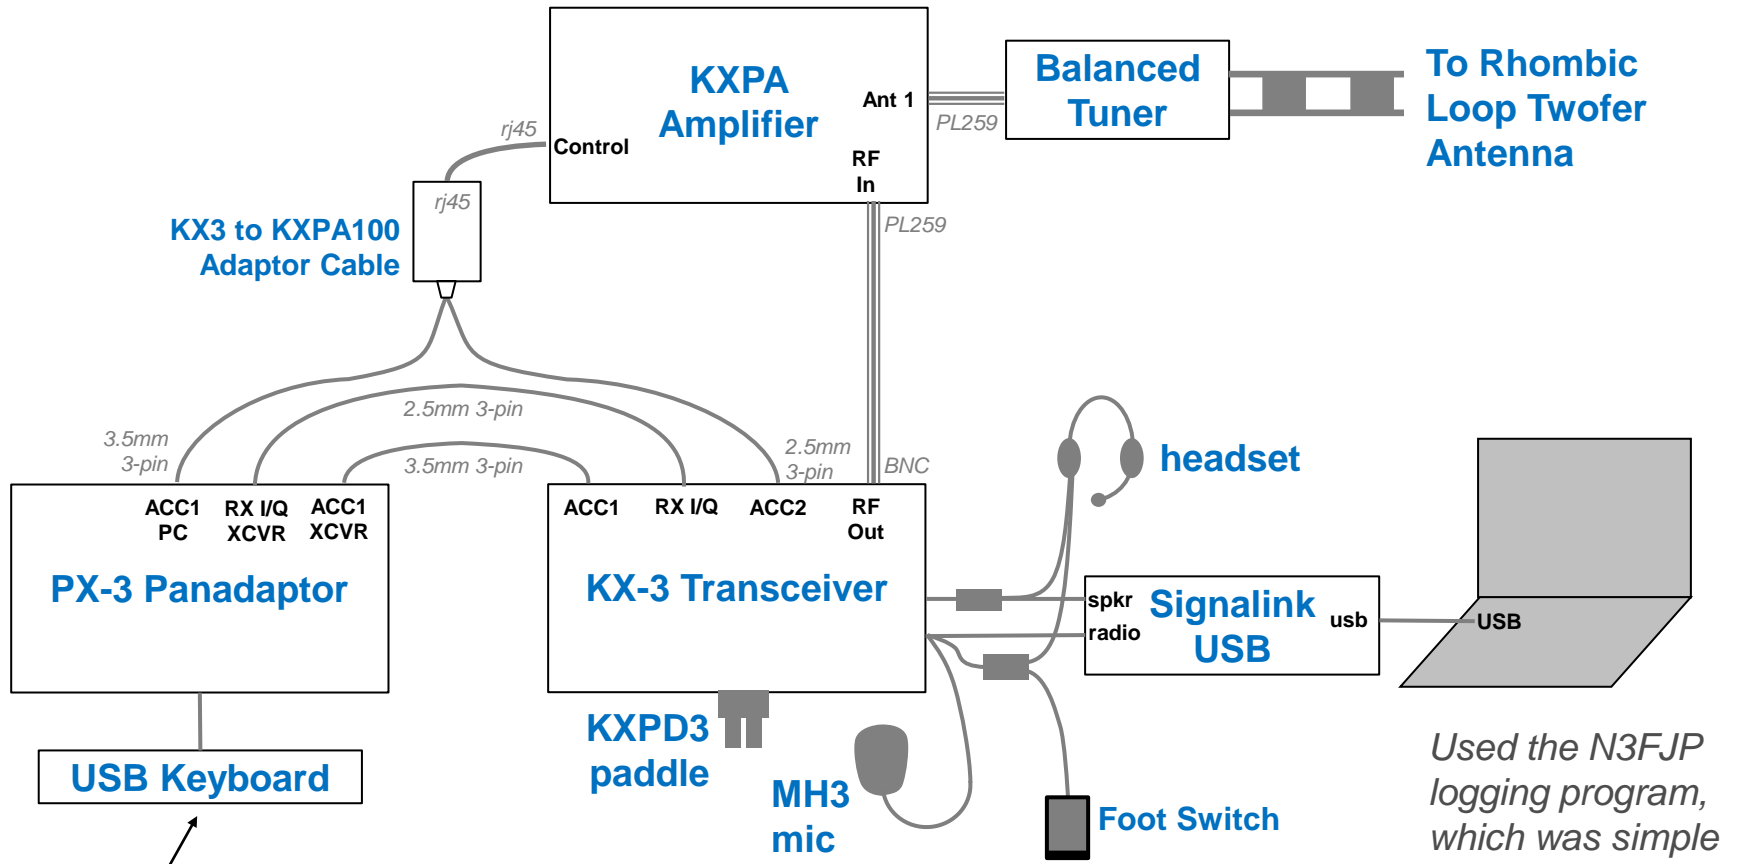 KXPA
Amplifier
Ant 1
Control
RF
In
Balanced
Tuner
To Rhombic
Loop Twofer
Antenna
PL259
rj45
rj45
PL259
KX3 to KXPA100
Adaptor Cable
2.5mm 3-pin
3.5mm
3-pin
3.5mm 3-pin
2.5mm
3-pin
BNC
headset
ACC1
PC
RX I/Q
XCVR
ACC1
XCVR
PX-3 Panadaptor
ACC1
RX I/Q
ACC2
RF
Out
KX-3 Transceiver
spkr
radio
Signalink
USB
usb
USB
USB Keyboard
KXPD3
paddle
MH3
mic
Foot Switch
Used the N3FJP
logging program,
which was simple